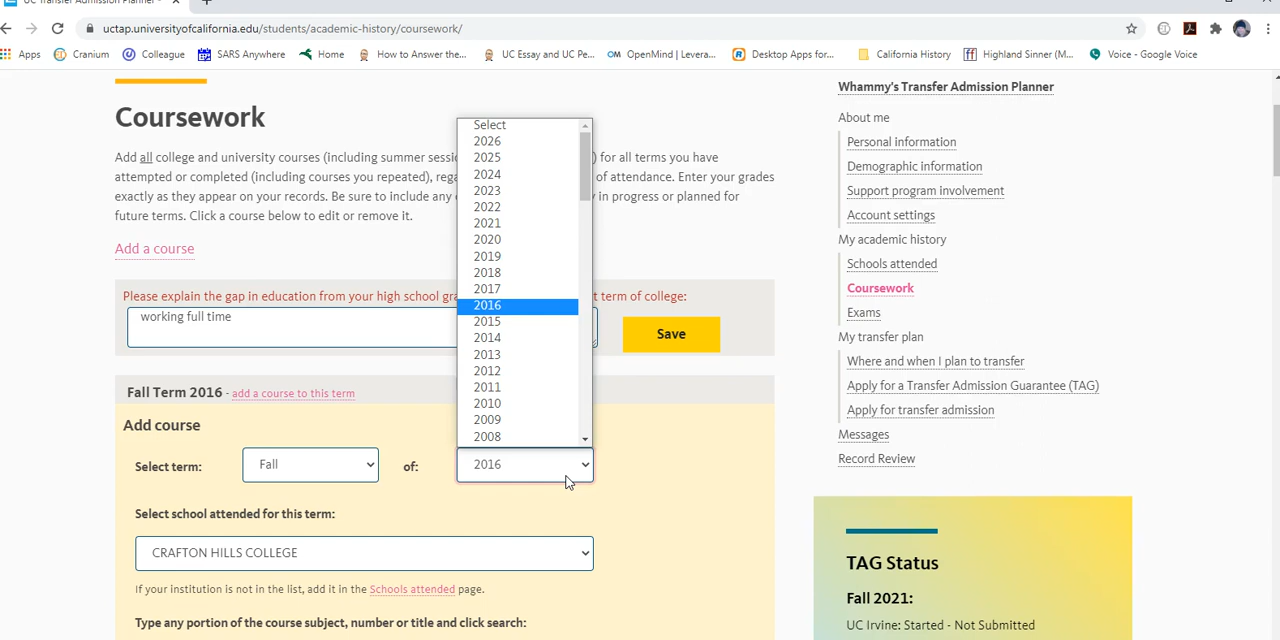 UC Transfer Admission Planner -
uctap.universityofcalifornia.edu/students/academic-history/coursework/
Apps Cranium Colleague SARS Anywhere Home How to Answer the... UC Essay and UC Pe... OpenMind | Levera... Desktop Apps for... California History Highland Sinner (M... Voice - Google Voice
Coursework
Add all college and university courses (including summer sessi ) for all terms you have
attempted or completed (including courses you repeated), rega of attendance. Enter your grades
exactly as they appear on your records. Be sure to include any y in progress or planned for
future terms. Click a course below to edit or remove it.
Add a course
Please explain the gap in education from your high school gra t term of college:
working full time
Save
Fall Term 2016 - add a course to this term
Add course
Select term: Fall of: 2016
Select
2026
2025
2024
2023
2022
2021
2020
2019
2018
2017
2016
2015
2014
2013
2012
2011
2010
2009
2008
Select school attended for this term:
CRAFTON HILLS COLLEGE
If your institution is not in the list, add it in the Schools attended page.
Type any portion of the course subject, number or title and click search:
Whammy's Transfer Admission Planner
About me
Personal information
Demographic information
Support program involvement
Account settings
My academic history
Schools attended
Coursework
Exams
My transfer plan
Where and when I plan to transfer
Apply for a Transfer Admission Guarantee (TAG)
Apply for transfer admission
Messages
Record Review
TAG Status
Fall 2021:
UC Irvine: Started - Not Submitted